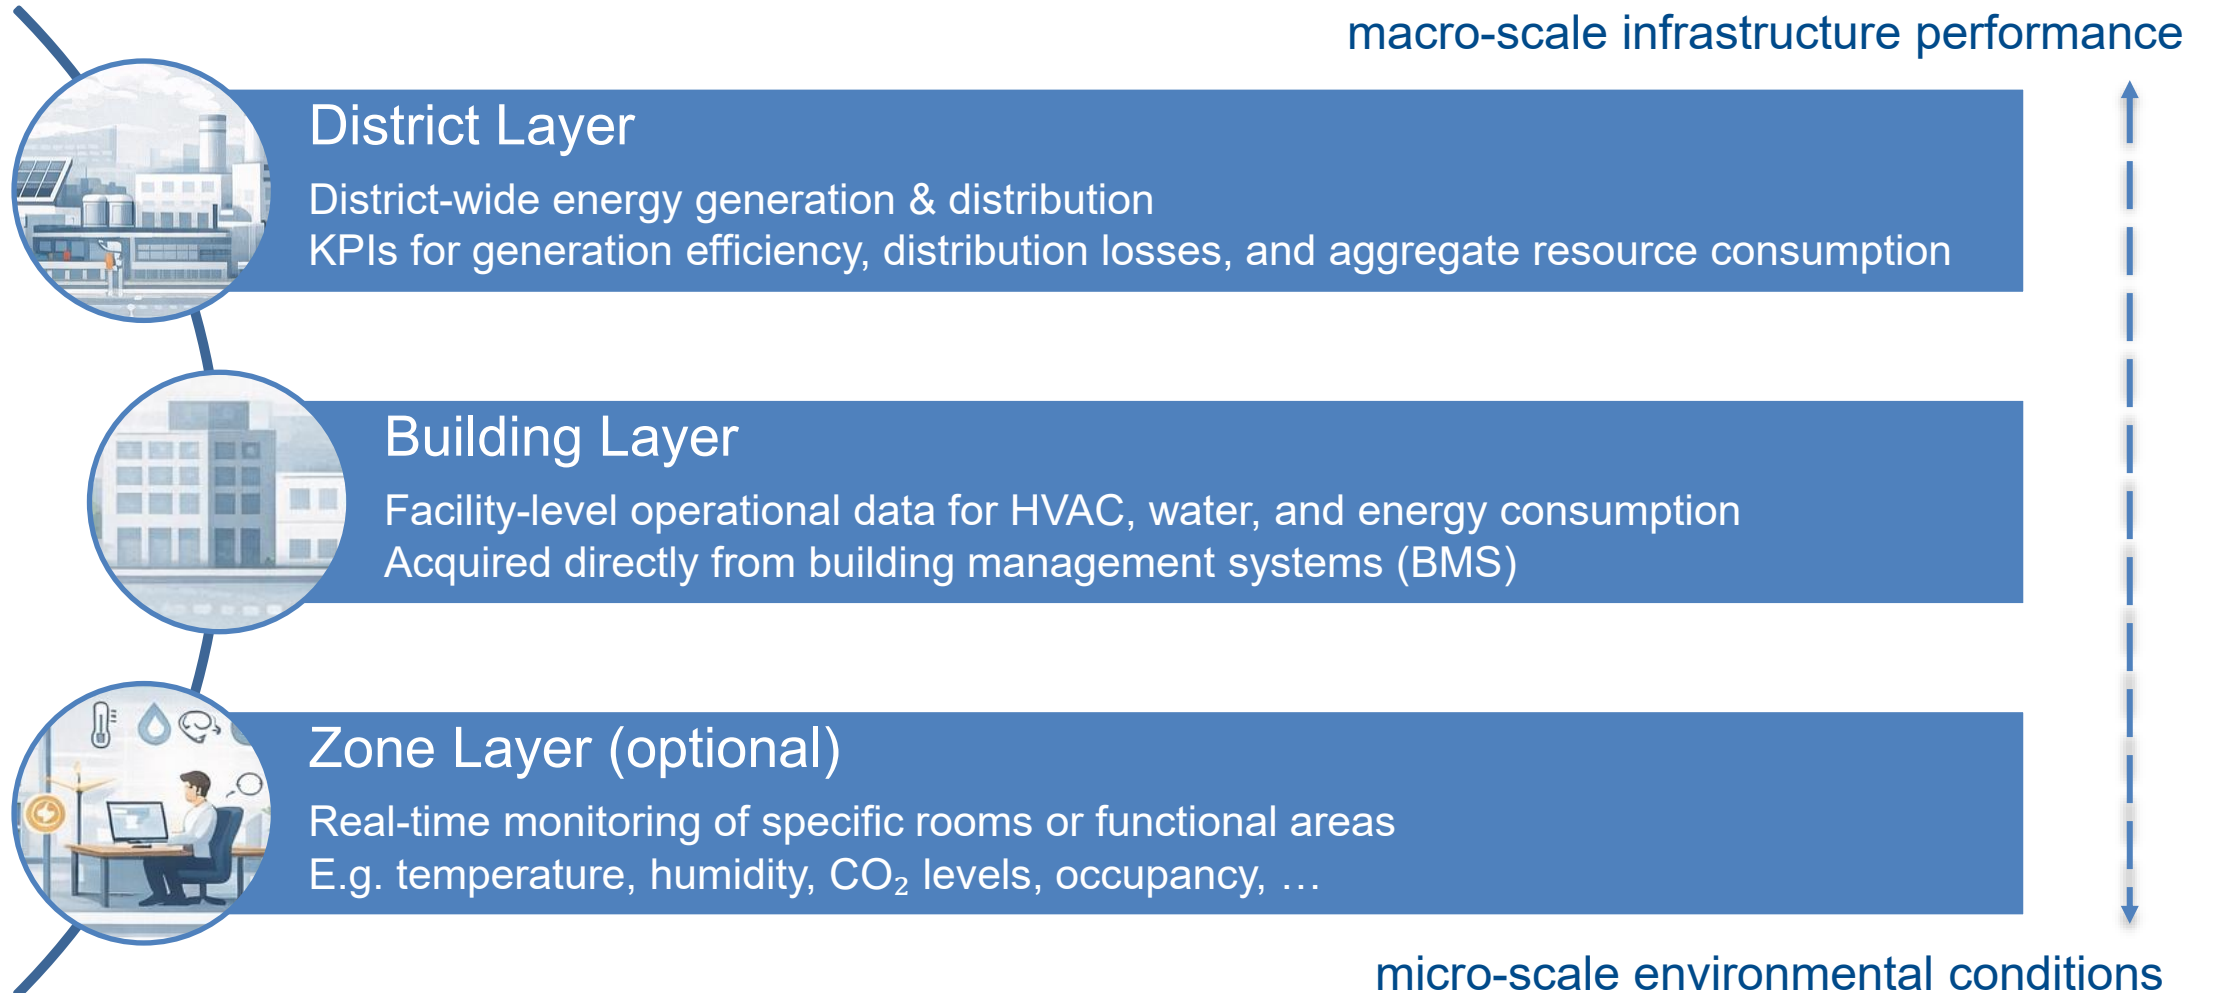 macro-scale infrastructure performance
District Layer
District-wide energy generation & distribution
KPIs for generation efficiency, distribution losses, and aggregate resource consumption
Building Layer
Facility-level operational data for HVAC, water, and energy consumption
Acquired directly from building management systems (BMS)
Zone Layer (optional)
Real-time monitoring of specific rooms or functional areas
E.g. temperature, humidity, CO₂ levels, occupancy, …
micro-scale environmental conditions